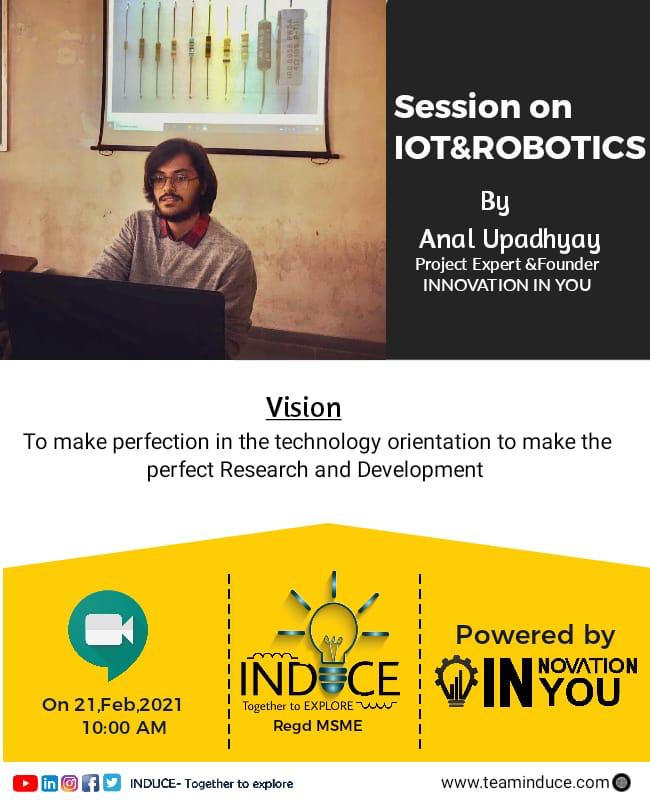 Session on
IOT&ROBOTICS
By
Anal Upadhyay
Project Expert &Founder
INNOVATION IN YOU
Vision
To make perfection in the technology orientation to make the
perfect Research and Development
On 21,Feb,2021
10:00 AM
INDUCE
Together to EXPLORE
Regd MSME
Powered by
INNOVATION
YOU
INDUCE- Together to explore
www.teaminduce.com